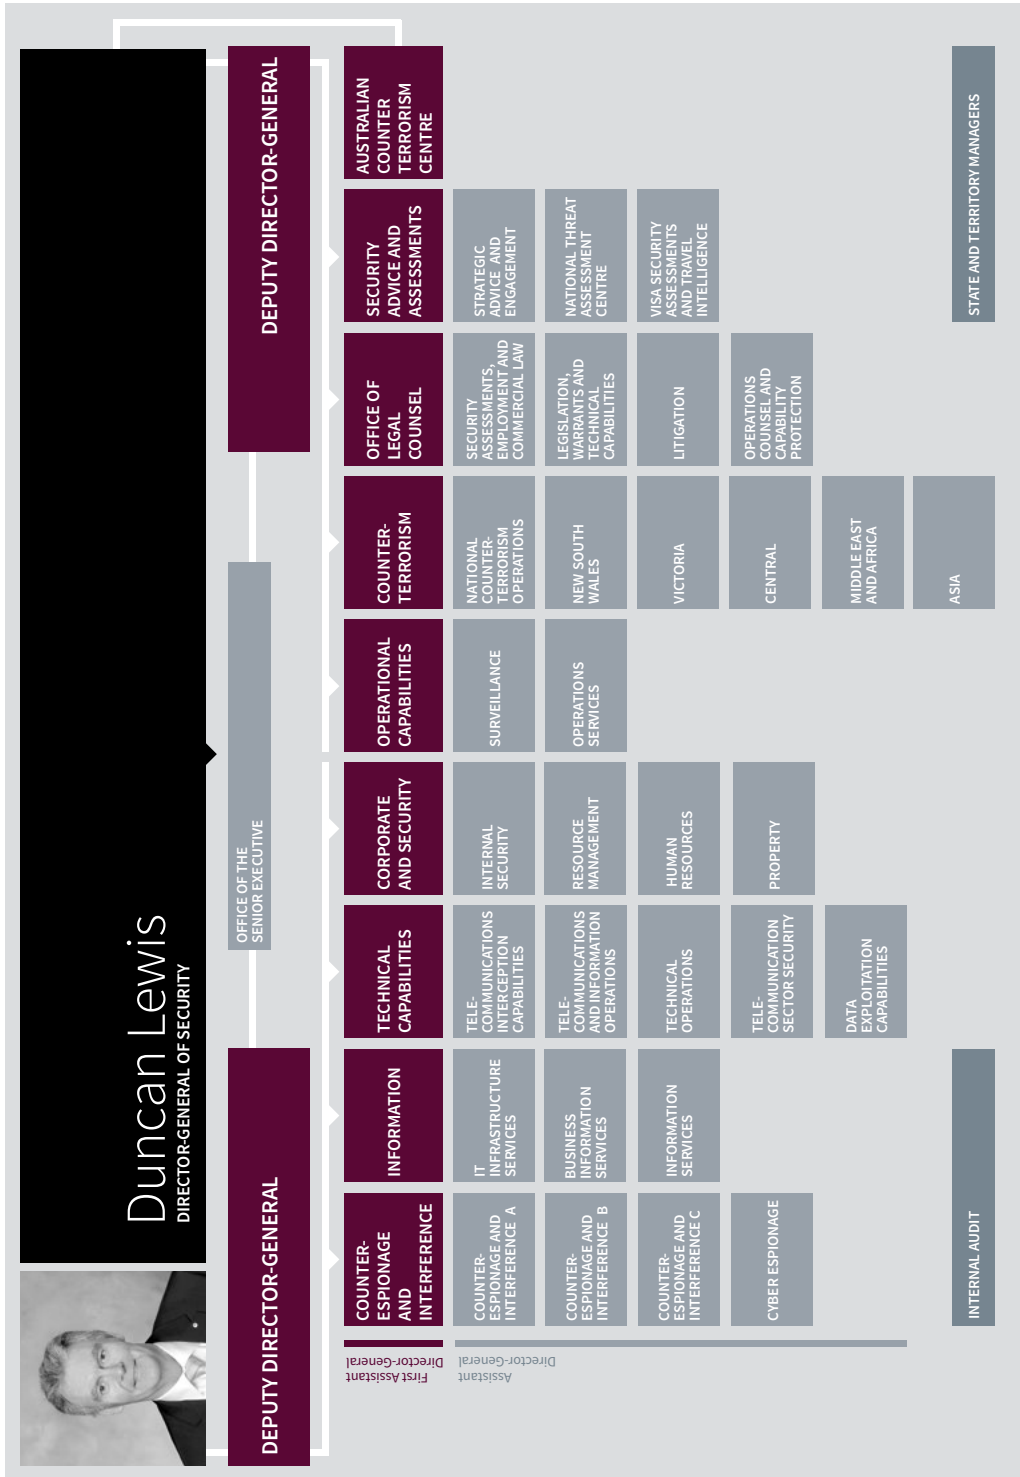 Duncan Lewis
DIRECTOR-GENERAL OF SECURITY
DEPUTY DIRECTOR-GENERAL
OFFICE OF THE
SENIOR EXECUTIVE
DEPUTY DIRECTOR-GENERAL
First Assistant
Director-General
COUNTER-
ESPIONAGE
AND
INTERFERENCE
INFORMATION
TECHNICAL
CAPABILITIES
CORPORATE
AND SECURITY
OPERATIONAL
CAPABILITIES
COUNTER-
TERRORISM
OFFICE OF
LEGAL
COUNSEL
SECURITY
ADVICE AND
ASSESSMENTS
AUSTRALIAN
COUNTER
TERRORISM
CENTRE
Assistant
Director-General
COUNTER-
ESPIONAGE AND
INTERFERENCE A
IT
INFRASTRUCTURE
SERVICES
TELE-
COMMUNICATIONS
INTERCEPTION
CAPABILITIES
INTERNAL
SECURITY
SURVEILLANCE
NATIONAL
COUNTER-
TERRORISM
OPERATIONS
SECURITY
ASSESSMENTS,
EMPLOYMENT AND
COMMERCIAL LAW
STRATEGIC
ADVICE AND
ENGAGEMENT
COUNTER-
ESPIONAGE AND
INTERFERENCE B
BUSINESS
INFORMATION
SERVICES
TELE-
COMMUNICATIONS
AND INFORMATION
OPERATIONS
RESOURCE
MANAGEMENT
OPERATIONS
SERVICES
NEW SOUTH
WALES
LEGISLATION,
WARRANTS AND
TECHNICAL
CAPABILITIES
NATIONAL THREAT
ASSESSMENT
CENTRE
COUNTER-
ESPIONAGE AND
INTERFERENCE C
INFORMATION
SERVICES
TECHNICAL
OPERATIONS
HUMAN
RESOURCES
VICTORIA
LITIGATION
VISA SECURITY
ASSESSMENTS
AND TRAVEL
INTELLIGENCE
CYBER ESPIONAGE
TELE-
COMMUNICATION
SECTOR SECURITY
PROPERTY
CENTRAL
OPERATIONS
COUNSEL AND
CAPABILITY
PROTECTION
DATA
EXPLOITATION
CAPABILITIES
MIDDLE EAST
AND AFRICA
ASIA
INTERNAL AUDIT
STATE AND TERRITORY MANAGERS